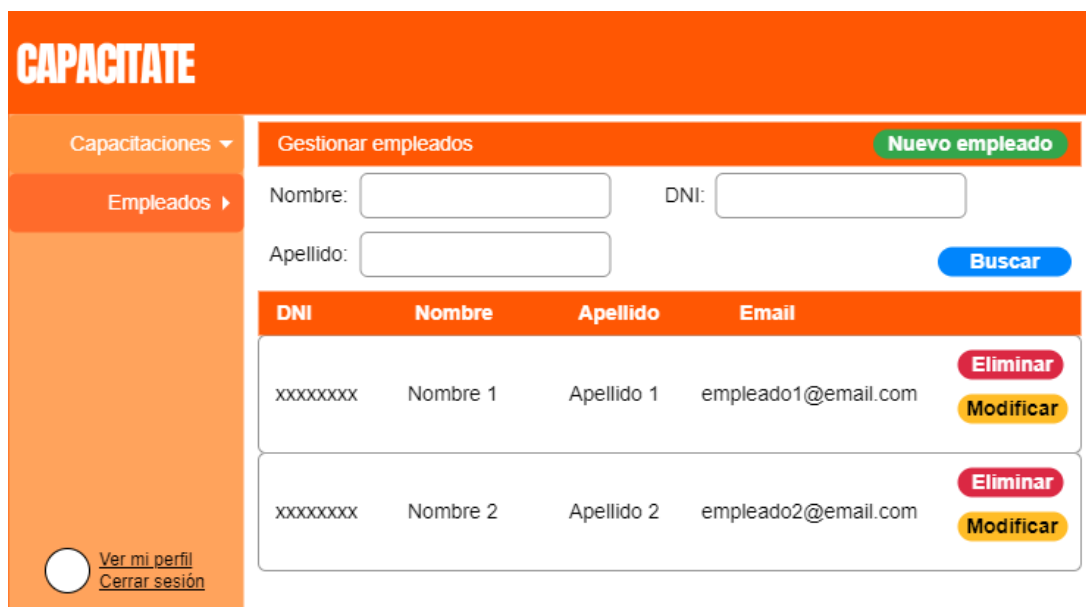 CAPACITATE
Capacitaciones
Empleados
Gestionar empleados Nuevo empleado
Nombre: DNI:
Apellido: Buscar
DNI Nombre Apellido Email
xxxxxxxx Nombre 1 Apellido 1 empleado1@email.com Eliminar
Modificar
xxxxxxxx Nombre 2 Apellido 2 empleado2@email.com Eliminar
Modificar
Ver mi perfil
Cerrar sesión